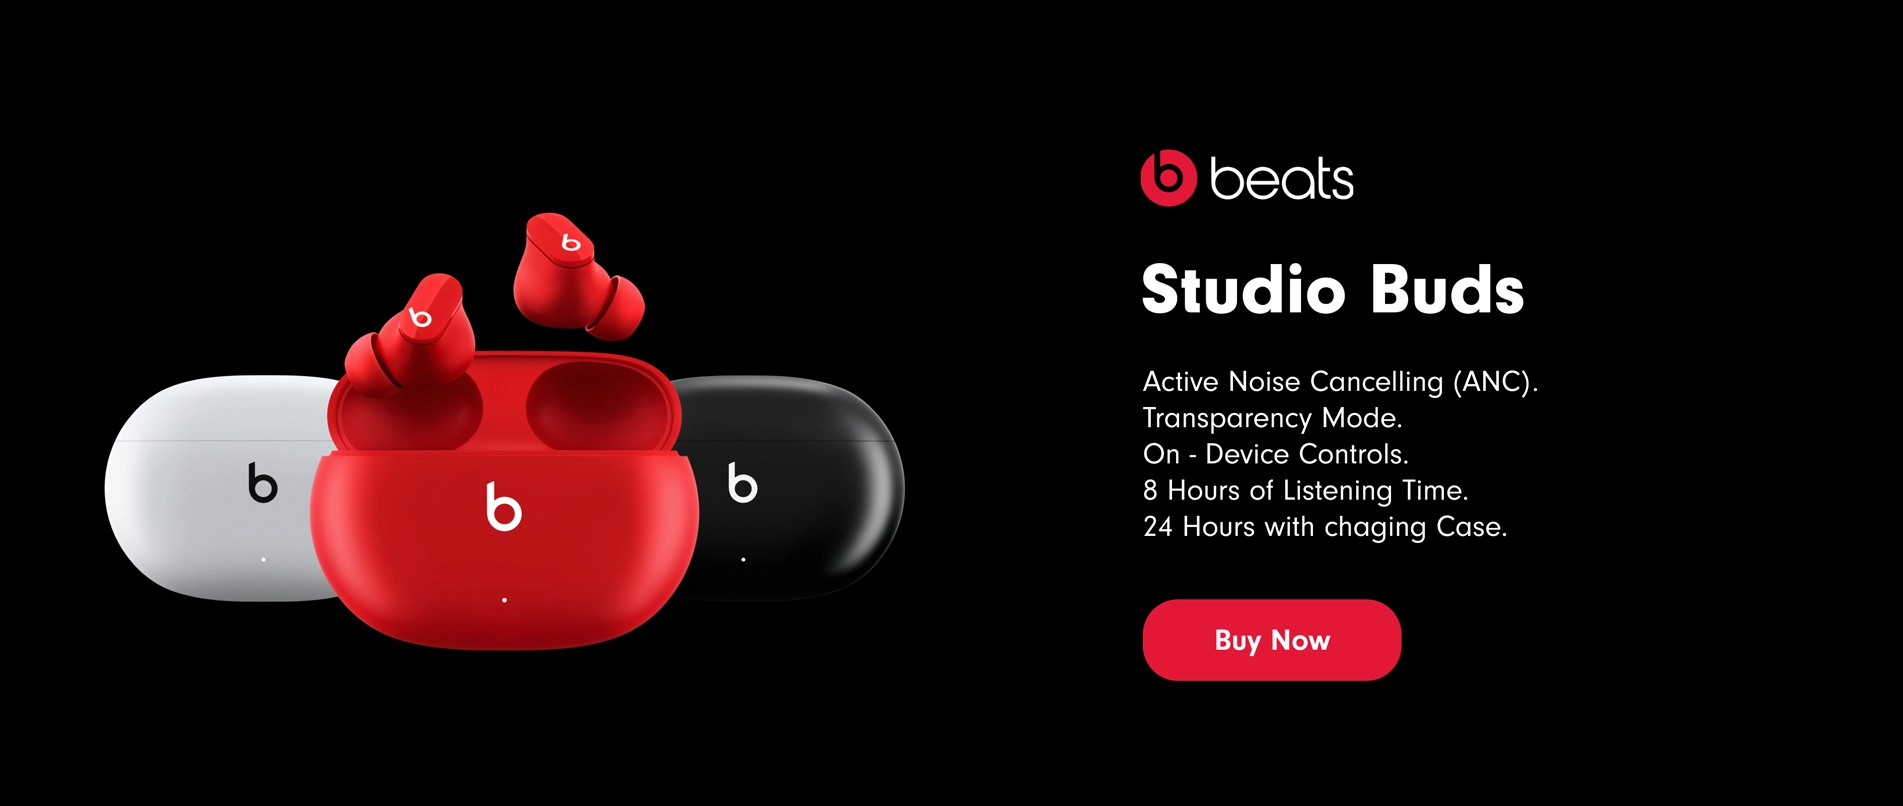 beats
Studio Buds
Active Noise Cancelling (ANC).
Transparency Mode.
On - Device Controls.
8 Hours of Listening Time.
24 Hours with chaging Case.
Buy Now